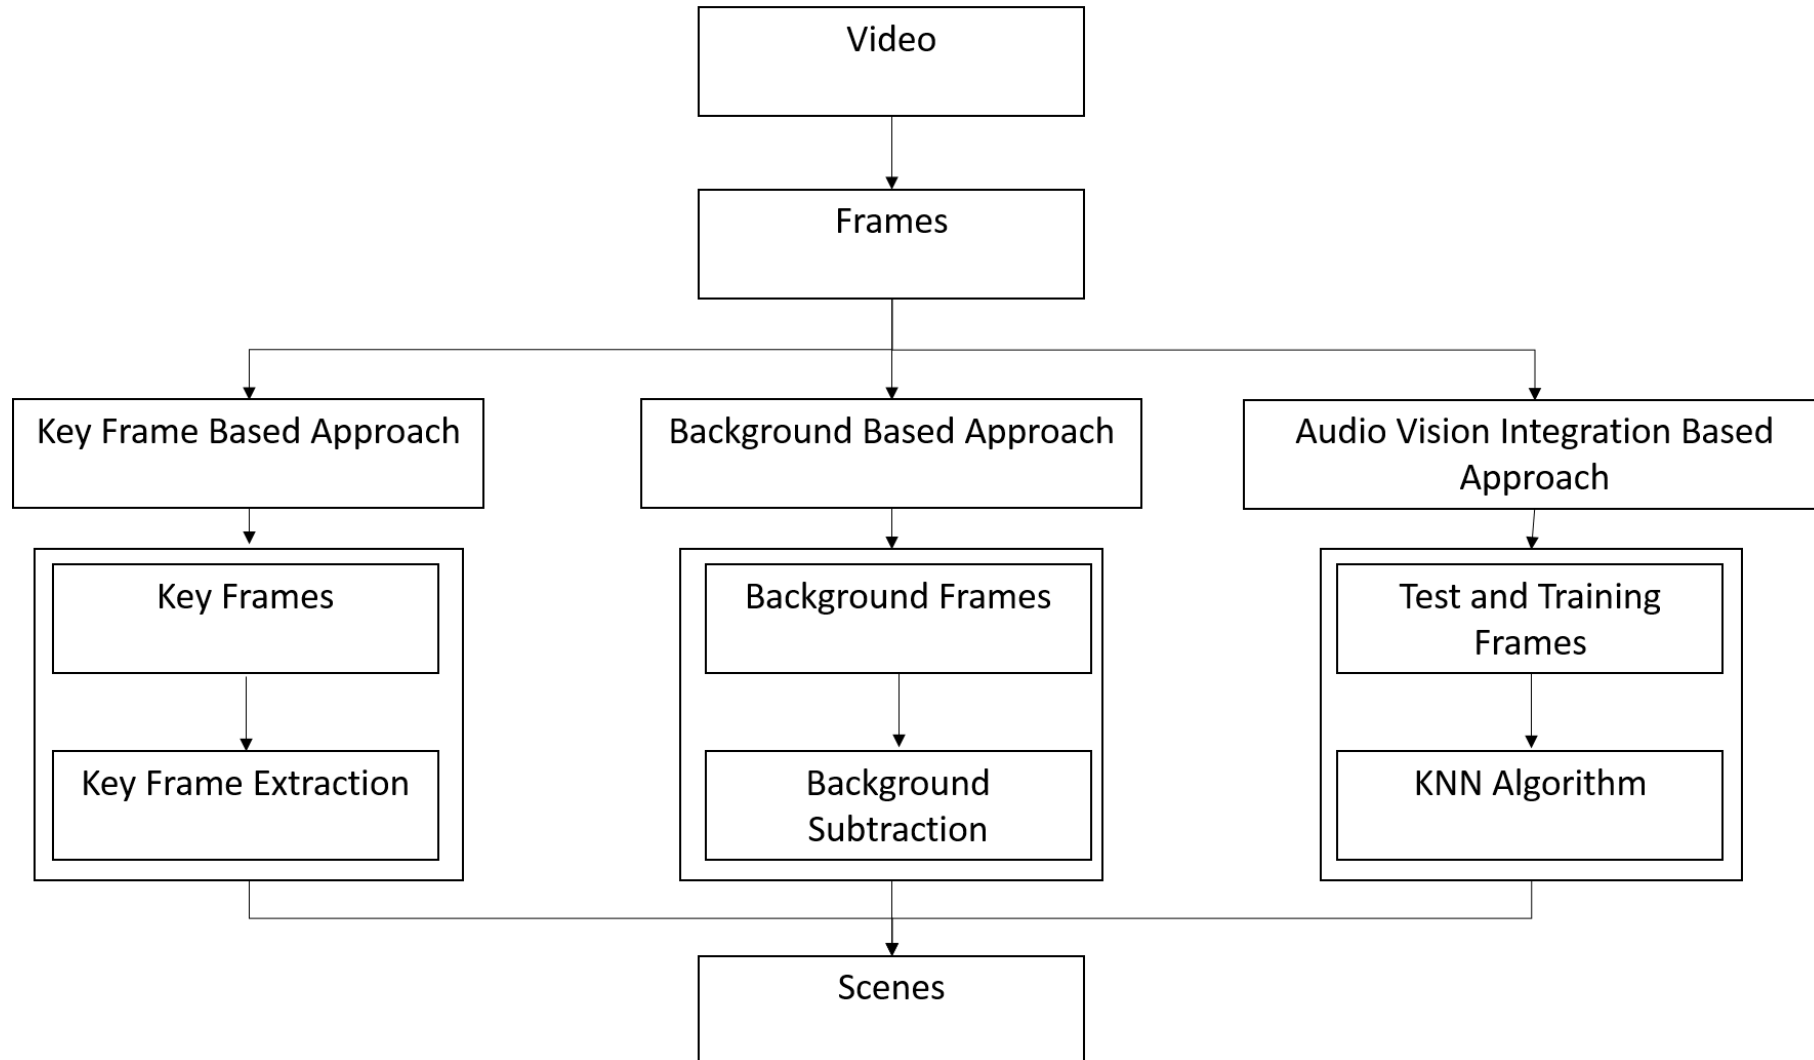 Video
Frames
Key Frame Based Approach
Background Based Approach
Audio Vision Integration Based
Approach
Key Frames
Background Frames
Test and Training
Frames
Key Frame Extraction
Background
Subtraction
KNN Algorithm
Scenes